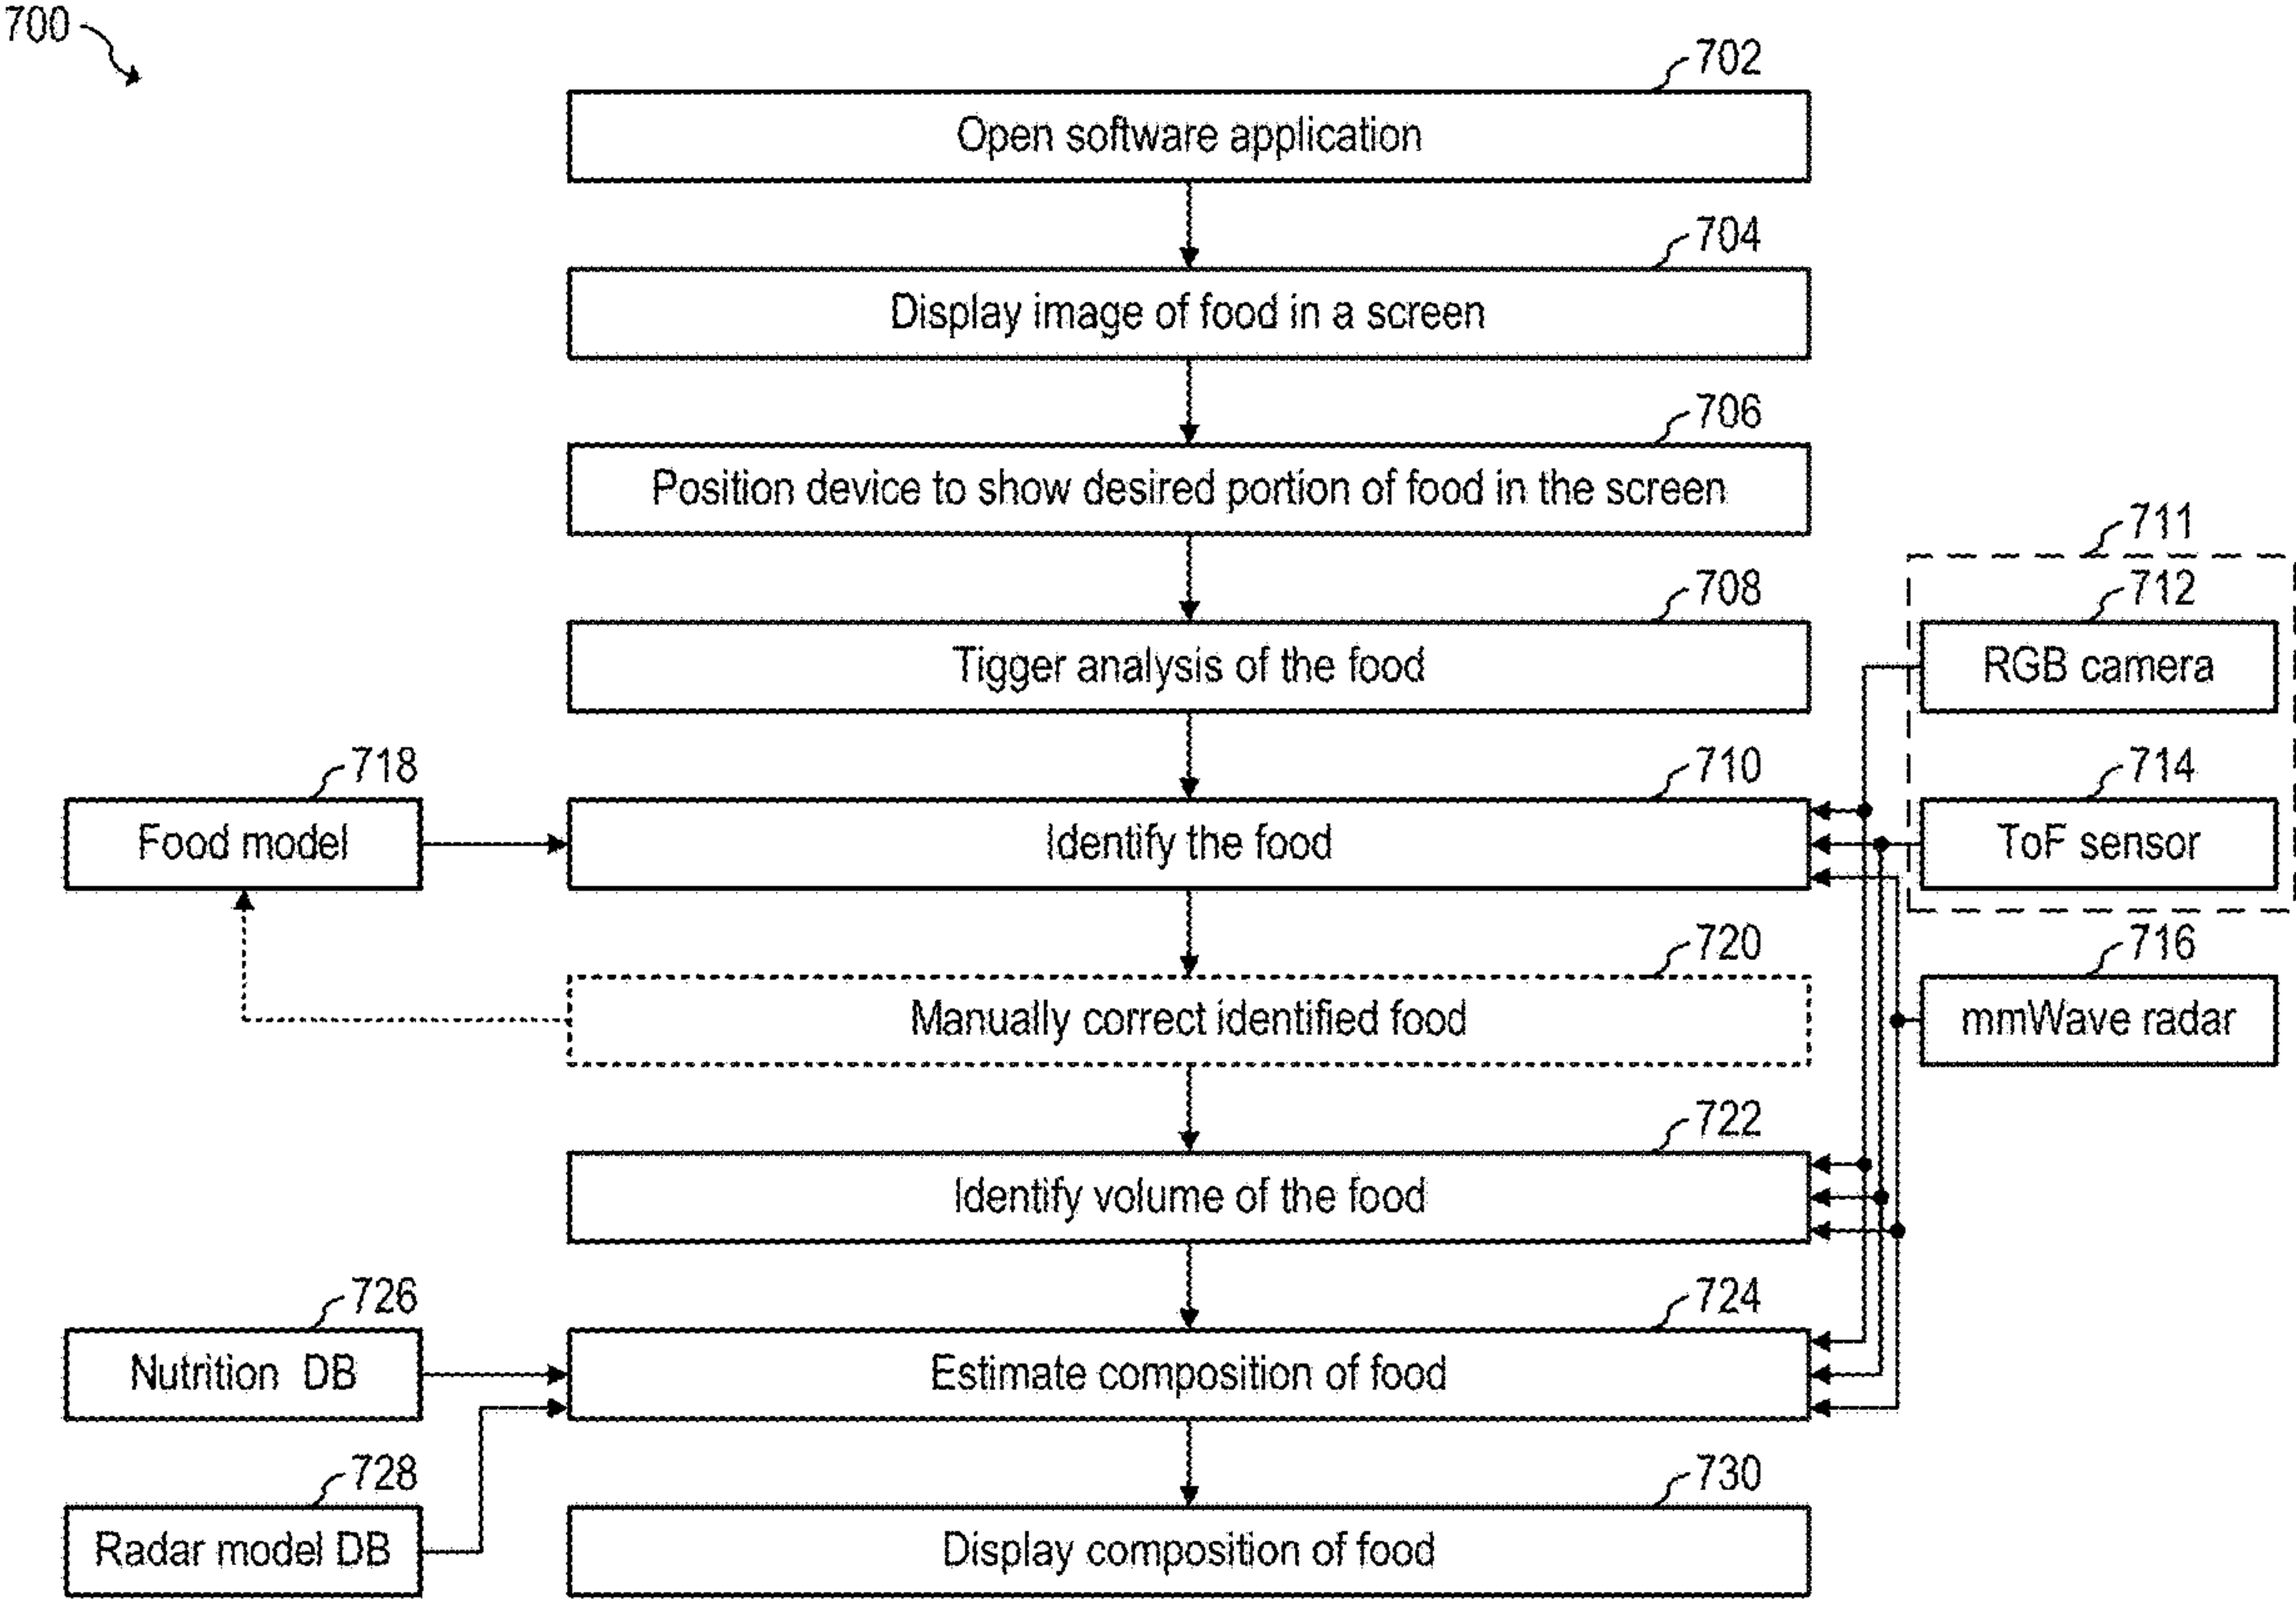 700
702
Open software application
704
Display image of food in a screen
706
Position device to show desired portion of food in the screen
711
708
712
Tigger analysis of the food
RGB camera
718
710
714
Food model
Identify the food
ToF sensor
720
716
Manually correct identified food
mmWave radar
722
Identify volume of the food
726
724
Nutrition DB
Estimate composition of food
728
730
Radar model DB
Display composition of food